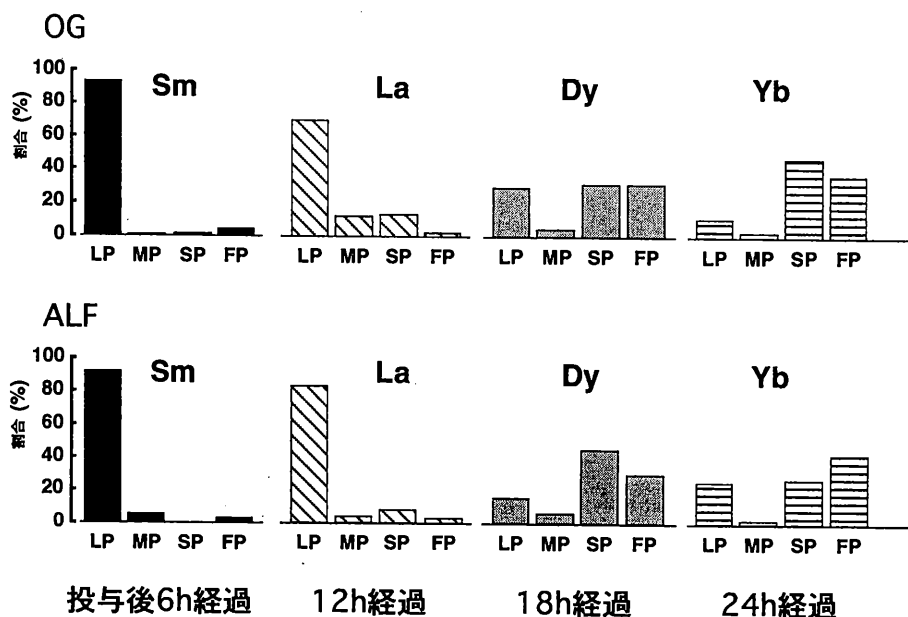 OG
割合 (%)
100
80
60
40
20
0
Sm
La
Dy
Yb
LP MP SP FP
LP MP SP FP
LP MP SP FP
LP MP SP FP
ALF
割合 (%)
100
80
60
40
20
0
Sm
La
Dy
Yb
LP MP SP FP
LP MP SP FP
LP MP SP FP
LP MP SP FP
投与後6h経過
12h経過
18h経過
24h経過